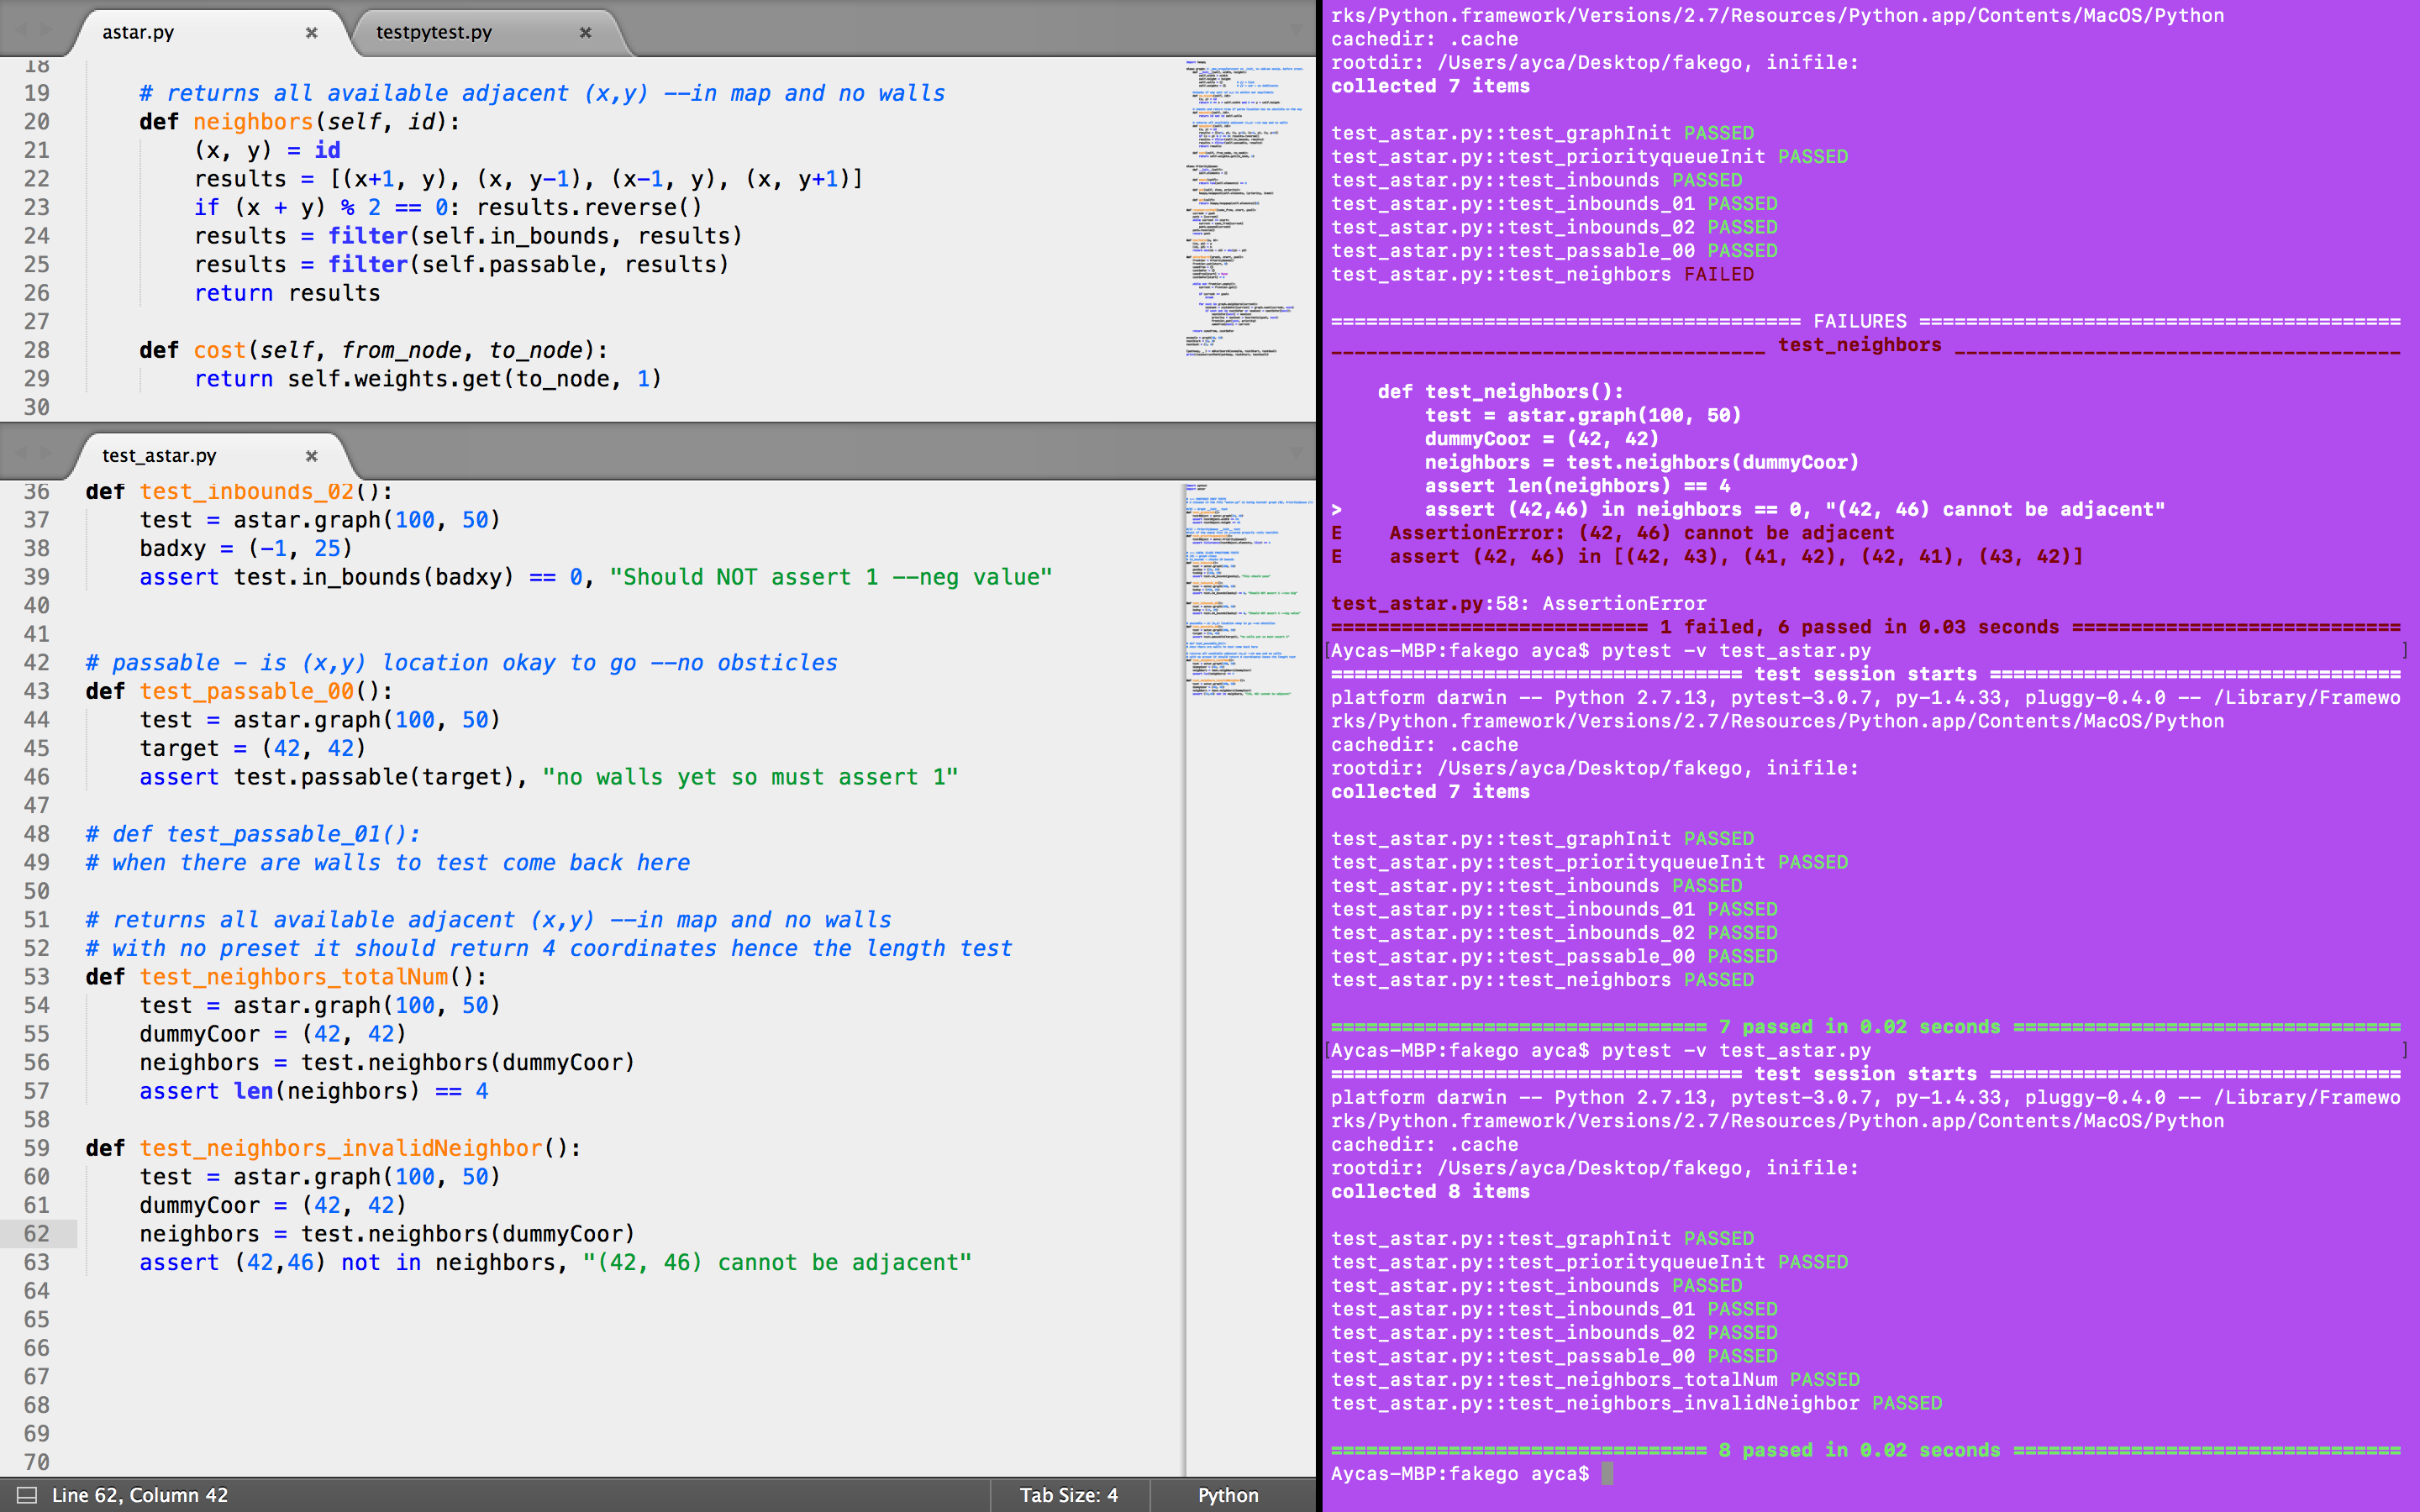 astar.py × testpytest.py ×
18
19 # returns all available adjacent (x,y) --in map and no walls
20 def neighbors(self, id):
21 (x, y) = id
22 results = [(x+1, y), (x, y-1), (x-1, y), (x, y+1)]
23 if (x + y) % 2 == 0: results.reverse()
24 results = filter(self.in_bounds, results)
25 results = filter(self.passable, results)
26 return results
27
28 def cost(self, from_node, to_node):
29 return self.weights.get(to_node, 1)
30
test_astar.py ×
36 def test_inbounds_02():
37 test = astar.graph(100, 50)
38 badxy = (-1, 25)
39 assert test.in_bounds(badxy) == 0, "Should NOT assert 1 --neg value"
40
41
42 # passable - is (x,y) location okay to go --no obsticles
43 def test_passable_00():
44 test = astar.graph(100, 50)
45 target = (42, 42)
46 assert test.passable(target), "no walls yet so must assert 1"
47
48 # def test_passable_01():
49 # when there are walls to test come back here
50
51 # returns all available adjacent (x,y) --in map and no walls
52 # with no preset it should return 4 coordinates hence the length test
53 def test_neighbors_totalNum():
54 test = astar.graph(100, 50)
55 dummyCoor = (42, 42)
56 neighbors = test.neighbors(dummyCoor)
57 assert len(neighbors) == 4
58
59 def test_neighbors_invalidNeighbor():
60 test = astar.graph(100, 50)
61 dummyCoor = (42, 42)
62 neighbors = test.neighbors(dummyCoor)
63 assert (42,46) not in neighbors, "(42, 46) cannot be adjacent"
64
65
66
67
68
69
70
Line 62, Column 42 Tab Size: 4 Python
rks/Python.framework/Versions/2.7/Resources/Python.app/Contents/MacOS/Python
cachedir: .cache
rootdir: /Users/ayca/Desktop/fakego, inifile:
collected 7 items
test_astar.py::test_graphInit PASSED
test_astar.py::test_priorityqueueInit PASSED
test_astar.py::test_inbounds PASSED
test_astar.py::test_inbounds_01 PASSED
test_astar.py::test_inbounds_02 PASSED
test_astar.py::test_passable_00 PASSED
test_astar.py::test_neighbors FAILED
======================================== FAILURES =========================================
_____________________________________ test_neighbors ______________________________________
def test_neighbors():
test = astar.graph(100, 50)
dummyCoor = (42, 42)
neighbors = test.neighbors(dummyCoor)
assert len(neighbors) == 4
> assert (42,46) in neighbors == 0, "(42, 46) cannot be adjacent"
E AssertionError: (42, 46) cannot be adjacent
E assert (42, 46) in [(42, 43), (41, 42), (42, 41), (43, 42)]
test_astar.py:58: AssertionError
=========================== 1 failed, 6 passed in 0.03 seconds ============================
[Aycas-MBP:fakego ayca$ pytest -v test_astar.py ]
=================================== test session starts ===================================
platform darwin -- Python 2.7.13, pytest-3.0.7, py-1.4.33, pluggy-0.4.0 -- /Library/Framewo
rks/Python.framework/Versions/2.7/Resources/Python.app/Contents/MacOS/Python
cachedir: .cache
rootdir: /Users/ayca/Desktop/fakego, inifile:
collected 7 items
test_astar.py::test_graphInit PASSED
test_astar.py::test_priorityqueueInit PASSED
test_astar.py::test_inbounds PASSED
test_astar.py::test_inbounds_01 PASSED
test_astar.py::test_inbounds_02 PASSED
test_astar.py::test_passable_00 PASSED
test_astar.py::test_neighbors PASSED
================================ 7 passed in 0.02 seconds =================================
[Aycas-MBP:fakego ayca$ pytest -v test_astar.py ]
=================================== test session starts ===================================
platform darwin -- Python 2.7.13, pytest-3.0.7, py-1.4.33, pluggy-0.4.0 -- /Library/Framewo
rks/Python.framework/Versions/2.7/Resources/Python.app/Contents/MacOS/Python
cachedir: .cache
rootdir: /Users/ayca/Desktop/fakego, inifile:
collected 8 items
test_astar.py::test_graphInit PASSED
test_astar.py::test_priorityqueueInit PASSED
test_astar.py::test_inbounds PASSED
test_astar.py::test_inbounds_01 PASSED
test_astar.py::test_inbounds_02 PASSED
test_astar.py::test_passable_00 PASSED
test_astar.py::test_neighbors_totalNum PASSED
test_astar.py::test_neighbors_invalidNeighbor PASSED
================================ 8 passed in 0.02 seconds =================================
Aycas-MBP:fakego ayca$